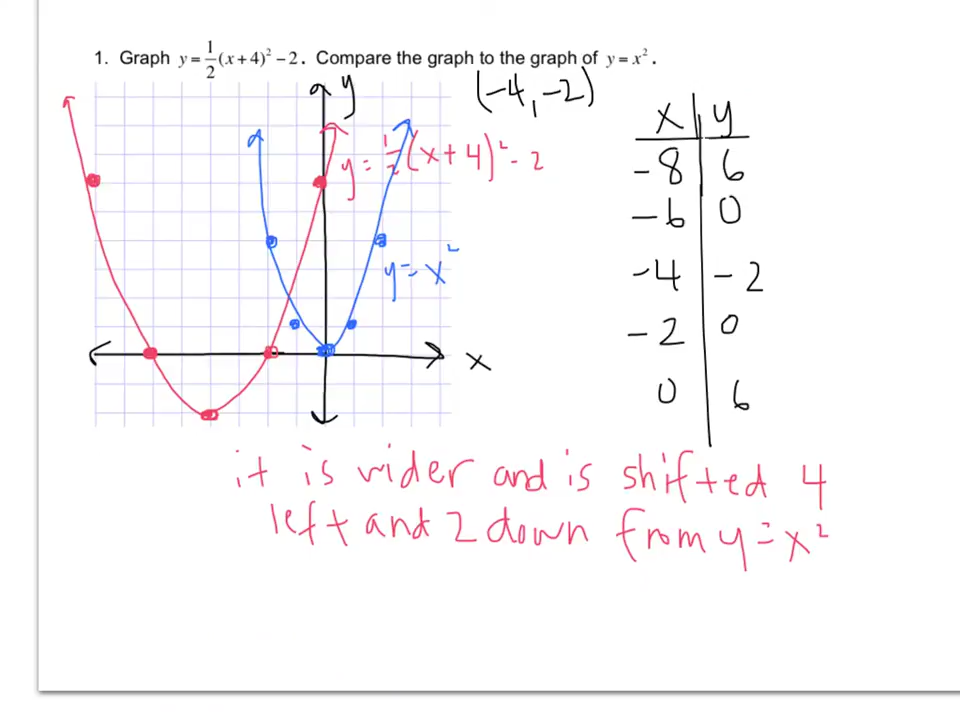 1. Graph y = 1/2 (x + 4)² − 2. Compare the graph to the graph of y = x².
y
(-4, -2)
y = 1/2 (x + 4)² - 2
y = x²
x
x | y
-8 | 6
-6 | 0
-4 | -2
-2 | 0
0 | 6
it is wider and is shifted 4
left and 2 down from y = x²